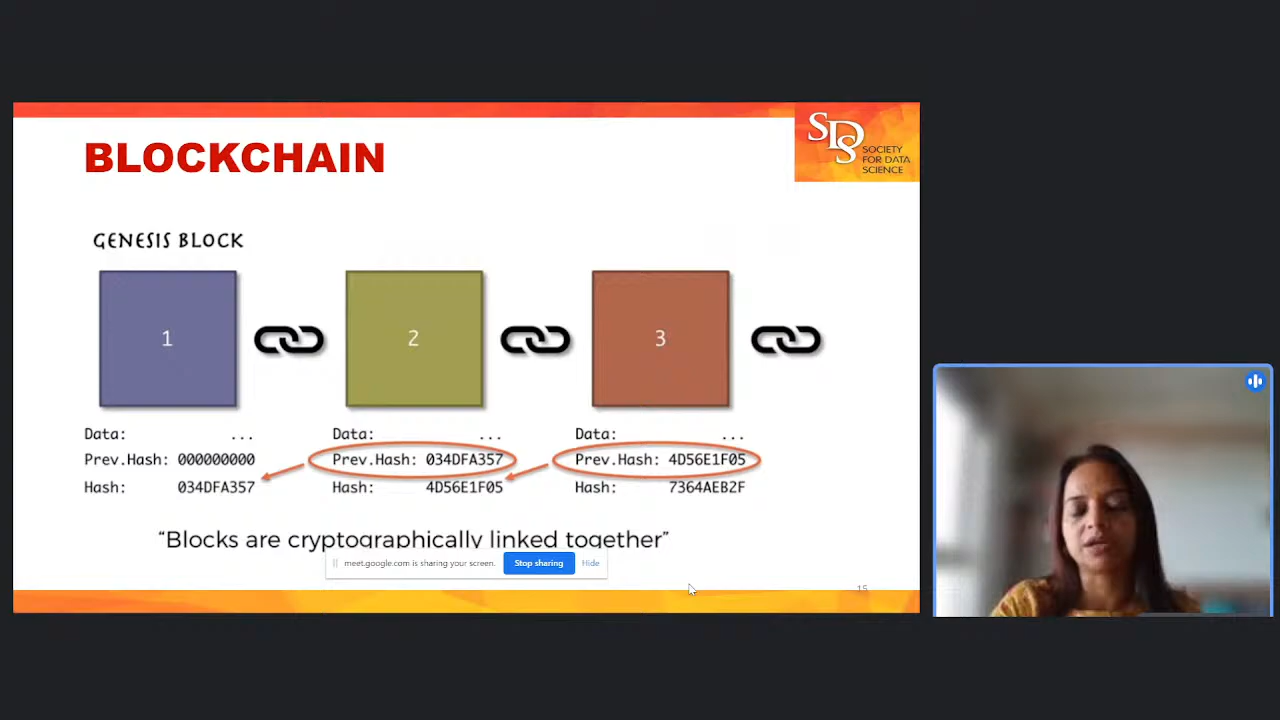 BLOCKCHAIN
SDS
SOCIETY
FOR DATA
SCIENCE
GENESIS BLOCK
1
2
3
Data: ...
Prev.Hash: 000000000
Hash: 034DFA357
Data: ...
Prev.Hash: 034DFA357
Hash: 4D56E1F05
Data: ...
Prev.Hash: 4D56E1F05
Hash: 7364AEB2F
“Blocks are cryptographically linked together”
meet.google.com is sharing your screen.
Stop sharing
Hide
15